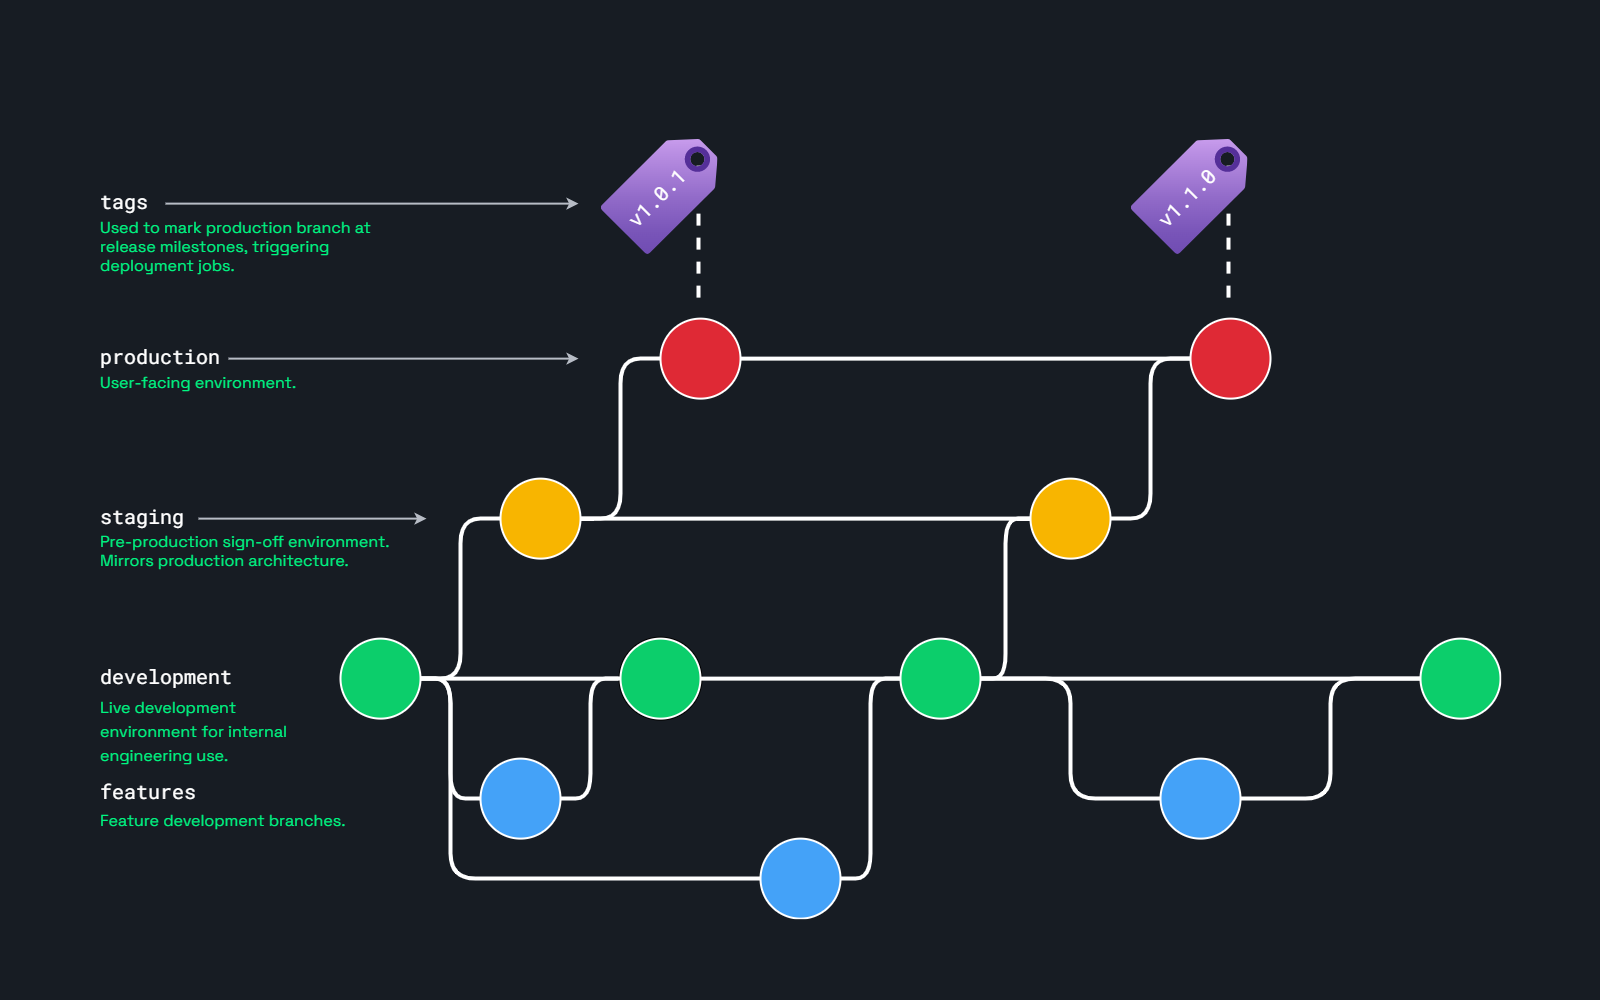 v1.0.1
v1.1.0
tags
Used to mark production branch at
release milestones, triggering
deployment jobs.
production
User-facing environment.
staging
Pre-production sign-off environment.
Mirrors production architecture.
development
Live development
environment for internal
engineering use.
features
Feature development branches.